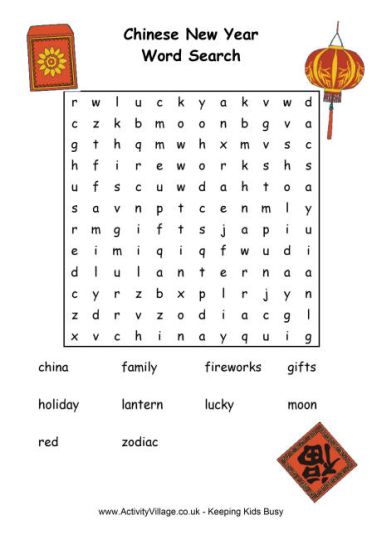 Chinese New Year
Word Search
r w l u c k y a k v w d
c z k b m o o n b g v a
g t h q m w h x m v s c
h f i r e w o r k s h s
u f s c u w d a h t o a
s a v n p t c e n m l y
r m g i f t s j a p i u
e i m i q i q f w u d i
d l u l a n t e r n a a
c y r z b x p l r j y n
z d r v z o d i a c g l
x v c h i n a y q u i g
china family fireworks gifts
holiday lantern lucky moon
red zodiac
福
www.ActivityVillage.co.uk - Keeping Kids Busy